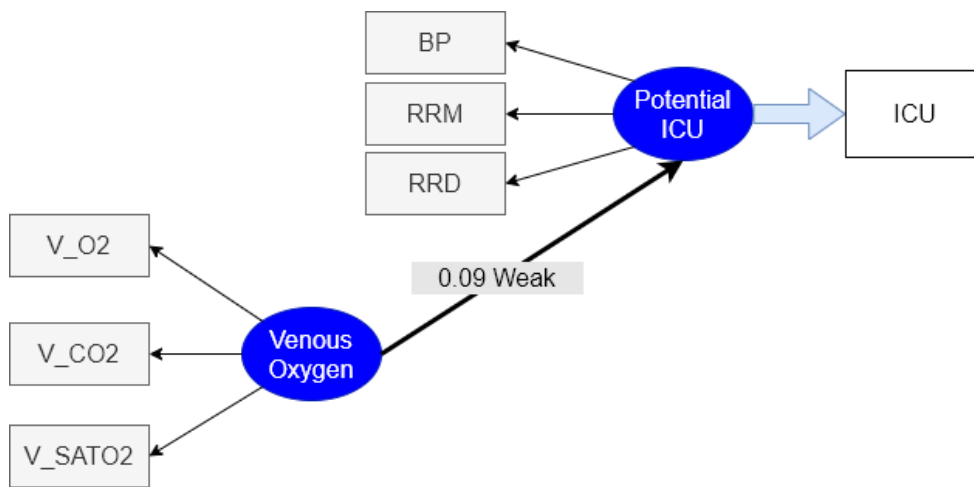 BP
RRM
RRD
Potential
ICU
ICU
0.09 Weak
V_O2
V_CO2
V_SATO2
Venous
Oxygen